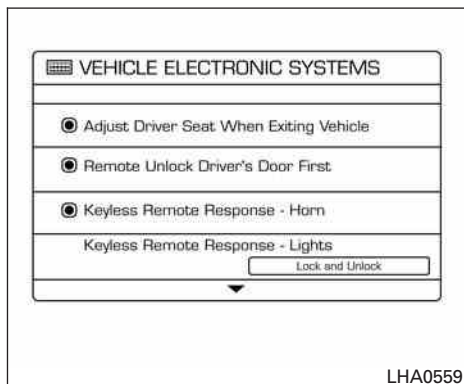 VEHICLE ELECTRONIC SYSTEMS
Adjust Driver Seat When Exiting Vehicle
Remote Unlock Driver's Door First
Keyless Remote Response - Horn
Keyless Remote Response - Lights
Lock and Unlock
LHA0559